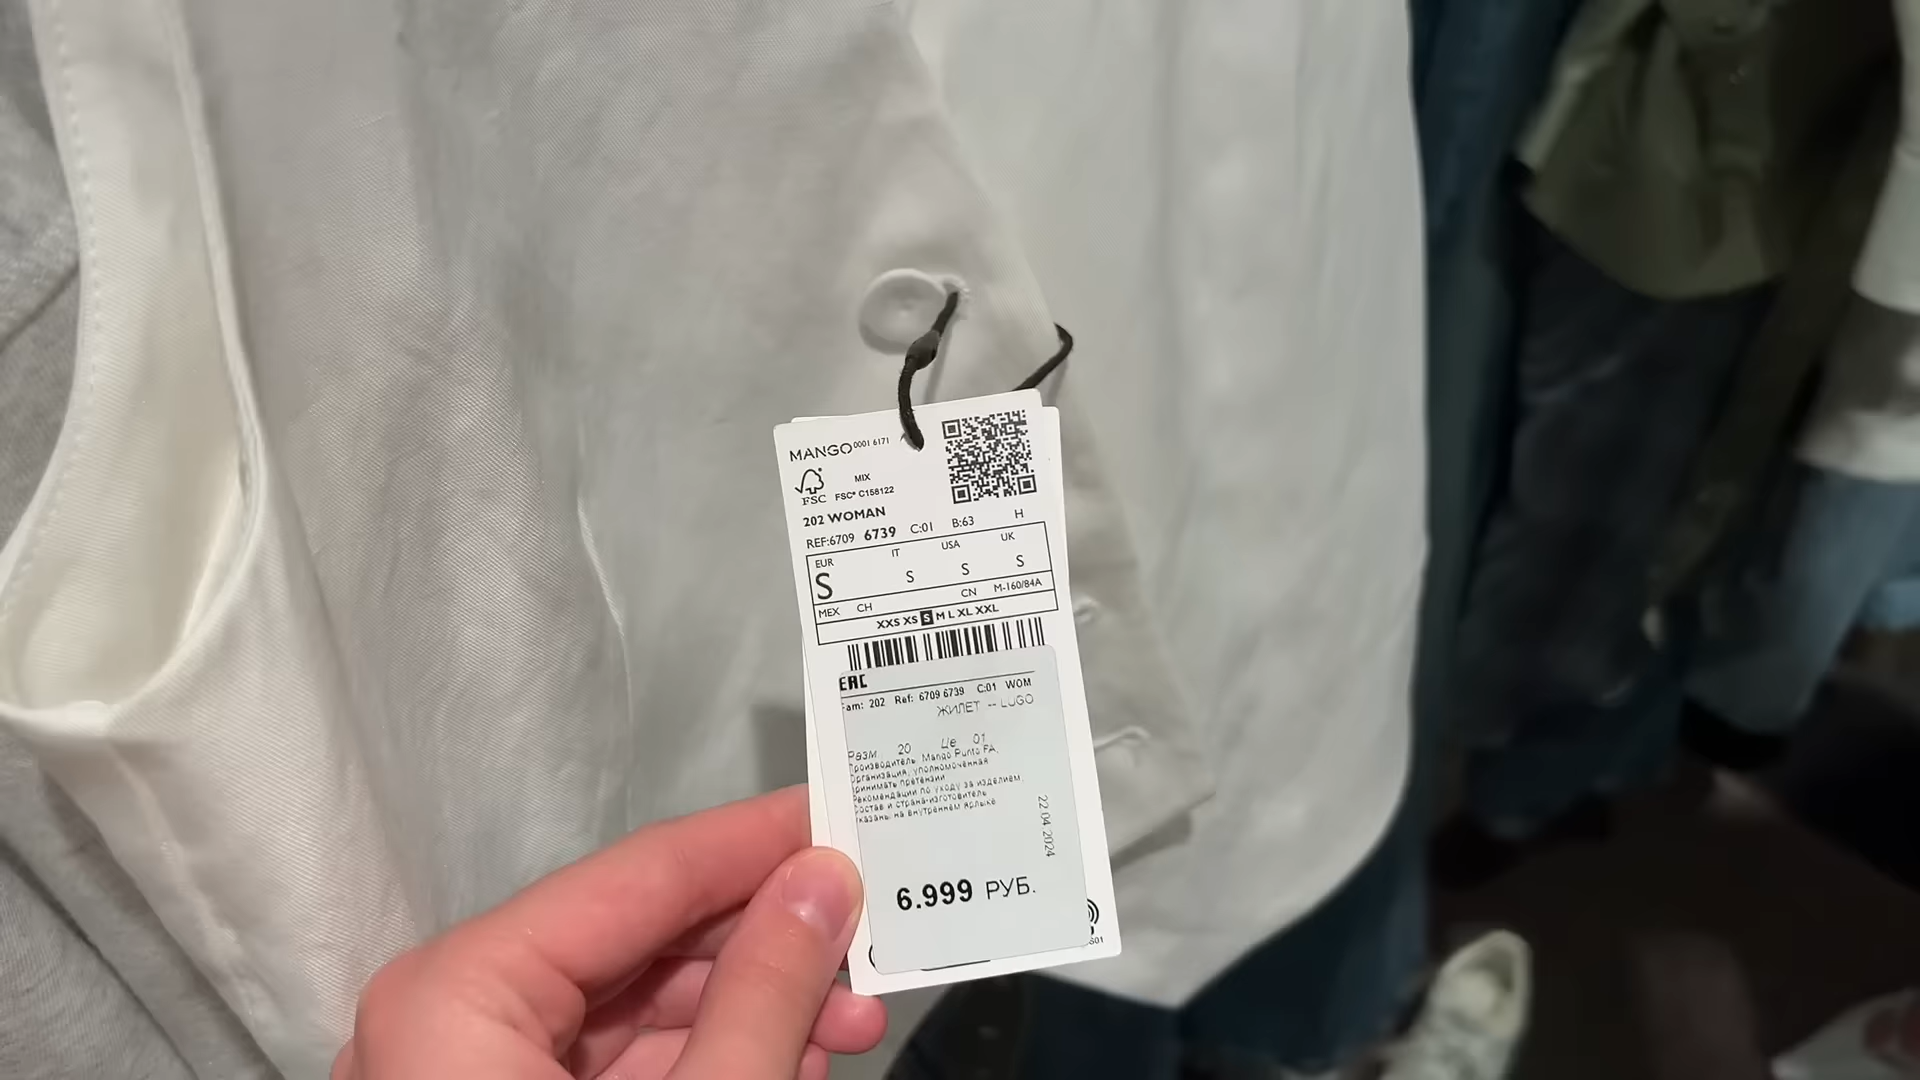 MANGO 0001 6171
MIX
FSC FSC® C158122
202 WOMAN
REF:6709 6739 C:01 B:63 H
EUR IT USA UK
S S S S
MEX CH CN M-160/84A
XXS XS S M L XL XXL
EAC
Fam: 202 Ref: 6709 6739 C:01 WOM
ЖИЛЕТ -- LUGO
Разм 20 Це 01
Производитель Mango Punto FA,
Организация, уполномоченная
принимать претензии
Рекомендации по уходу за изделием.
Состав и страна-изготовитель
указаны на внутреннем ярлыке
22.04.2024
6.999 РУБ.
S01